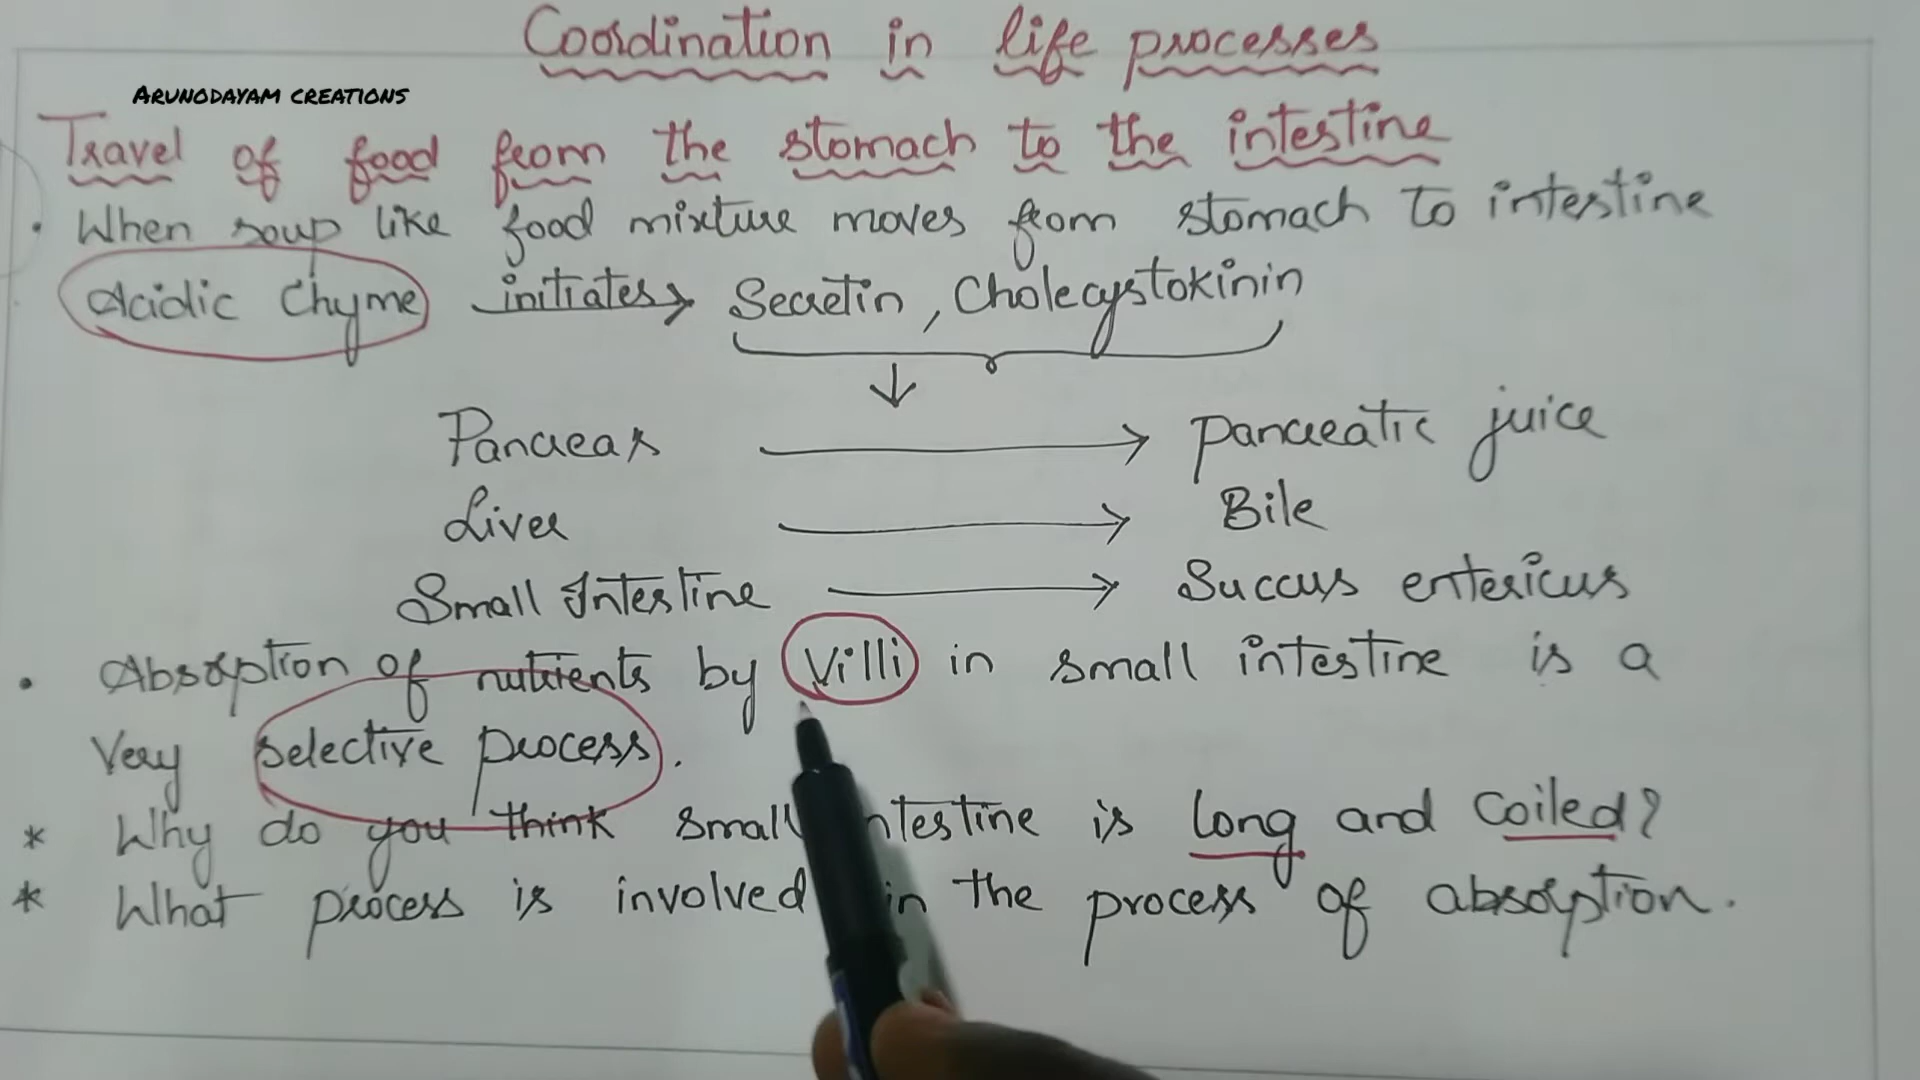 Coordination in life processes
ARUNODAYAM CREATIONS
Travel of food from the stomach to the intestine
• When soup like food mixture moves from stomach to intestine
Acidic Chyme initiates → Secretin, Cholecystokinin
↓
Pancreas → Pancreatic juice
Liver → Bile
Small Intestine → Succus entericus
• Absorption of nutrients by Villi in small intestine is a
Very selective process.
* Why do you think small intestine is long and coiled?
* What process is involved in the process of absorption.